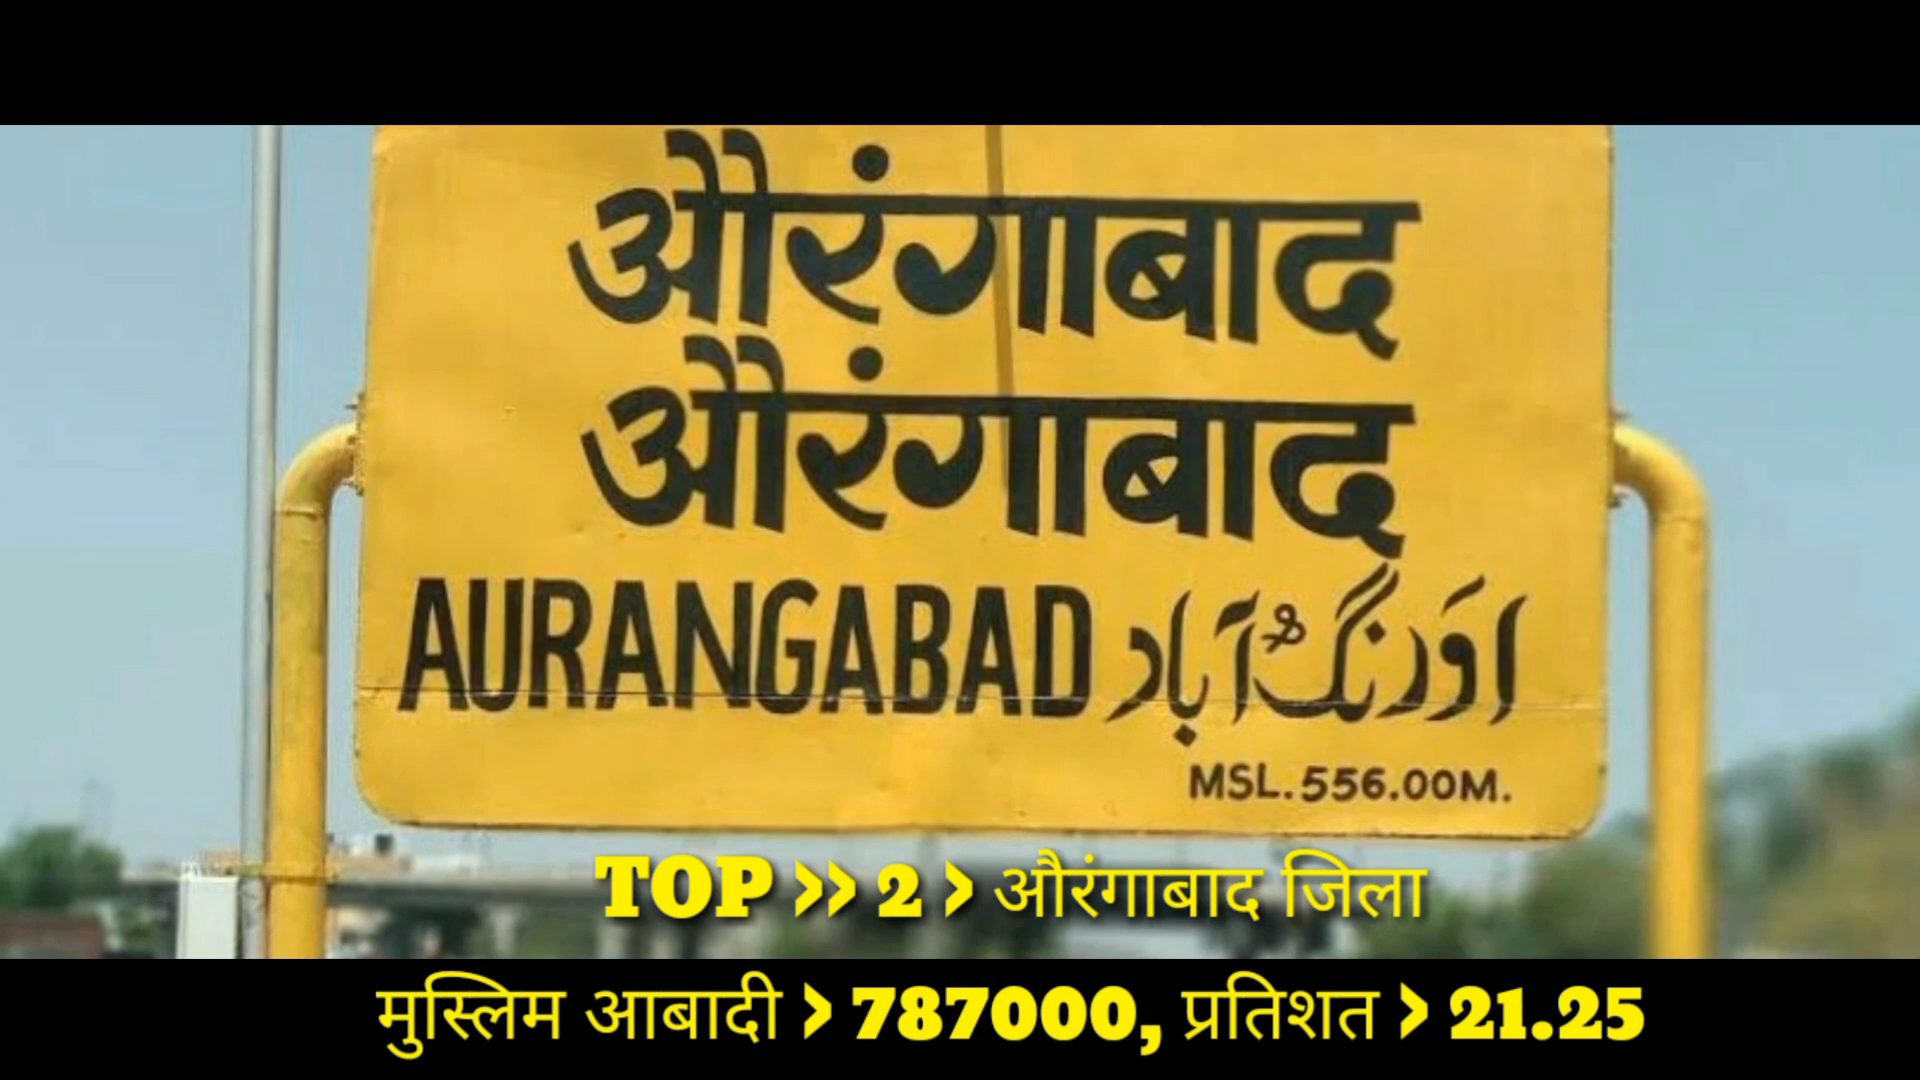 औरंगाबाद
औरंगाबाद
AURANGABAD اورنگ آباد
MSL.556.00M.
TOP >> 2 > औरंगाबाद जिला
मुस्लिम आबादी > 787000, प्रतिशत > 21.25